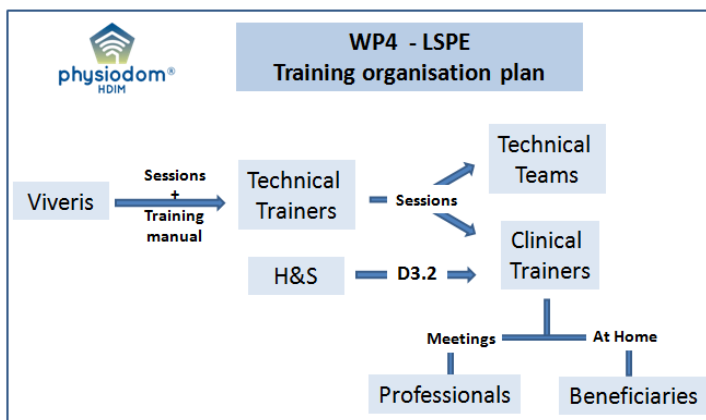 physiodom®
HDIM
WP4 - LSPE
Training organisation plan
Viveris
Sessions
+
Training
manual
Technical
Trainers
Sessions
Technical
Teams
Clinical
Trainers
H&S
D3.2
Meetings
At Home
Professionals
Beneficiaries